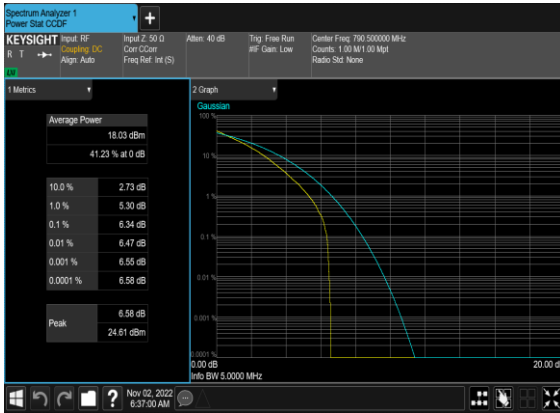 Spectrum Analyzer 1
Power Stat CCDF
+
KEYSIGHT
R T
Input: RF
Coupling: DC
Align: Auto
Input Z: 50 Ω
Corr CCorr
Freq Ref: Int (S)
Atten: 40 dB
Trig: Free Run
#IF Gain: Low
Center Freq: 790.500000 MHz
Counts: 1.00 M/1.00 Mpt
Radio Std: None
1 Metrics
Average Power
18.03 dBm
41.23 % at 0 dB
10.0 % 2.73 dB
1.0 % 5.30 dB
0.1 % 6.34 dB
0.01 % 6.47 dB
0.001 % 6.55 dB
0.0001 % 6.58 dB
Peak
6.58 dB
24.61 dBm
2 Graph
Gaussian
100 %
10 %
1 %
0.1 %
0.01 %
0.001 %
0.0001 %
0.00 dB
20.00 d
Info BW 5.0000 MHz
?
Nov 02, 2022
6:37:00 AM